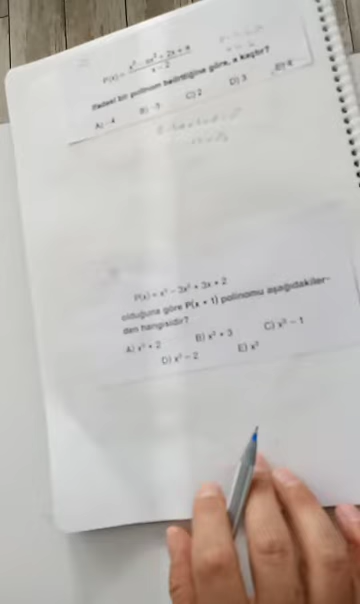 P(x) = x³ - ax² + 2x + 4 / x - 2
ifadesi bir polinom belirttiğine göre, a kaçtır?
A) -4 B) -3 C) 2 D) 3 E) 4
P(x) = x³ - 3x² + 3x + 2
olduğuna göre P(x + 1) polinomu aşağıdakiler-
den hangisidir?
A) x³ + 2 B) x³ + 3 C) x³ - 1
D) x³ - 2 E) x³